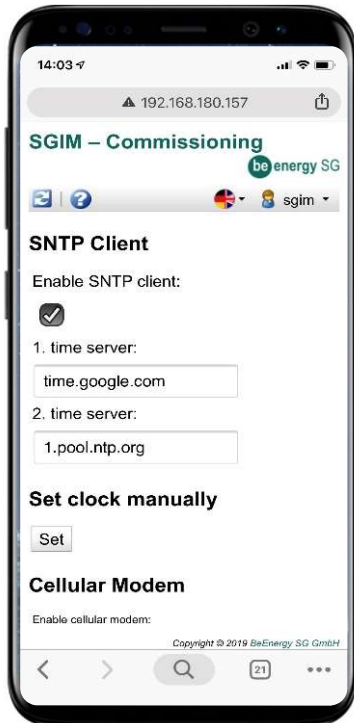 14:03
192.168.180.157
SGIM – Commissioning
be energy SG
sgim
SNTP Client
Enable SNTP client:
1. time server:
time.google.com
2. time server:
1.pool.ntp.org
Set clock manually
Set
Cellular Modem
Enable cellular modem:
Copyright © 2019 BeEnergy SG GmbH
21